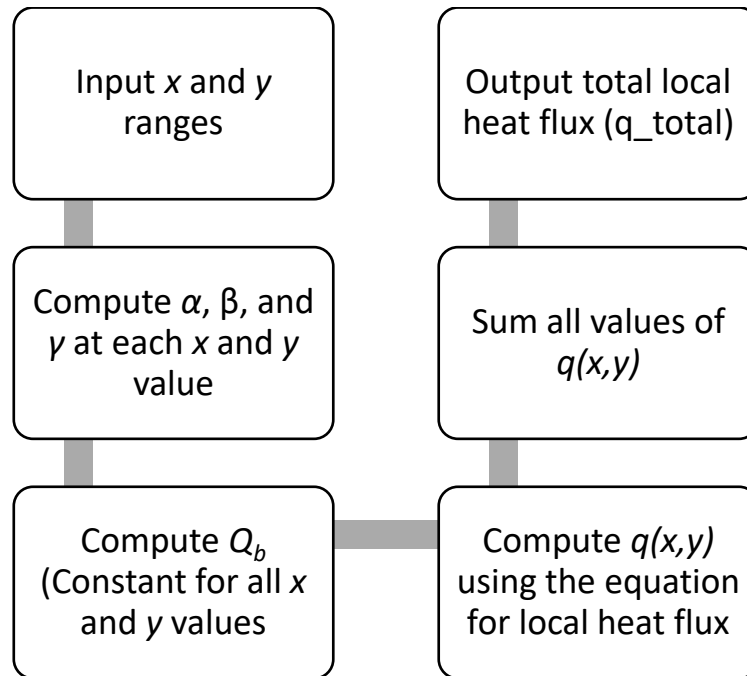 Input x and y
ranges
Compute α, β, and
γ at each x and y
value
Compute Q_b
(Constant for all x
and y values
Compute q(x,y)
using the equation
for local heat flux
Sum all values of
q(x,y)
Output total local
heat flux (q_total)